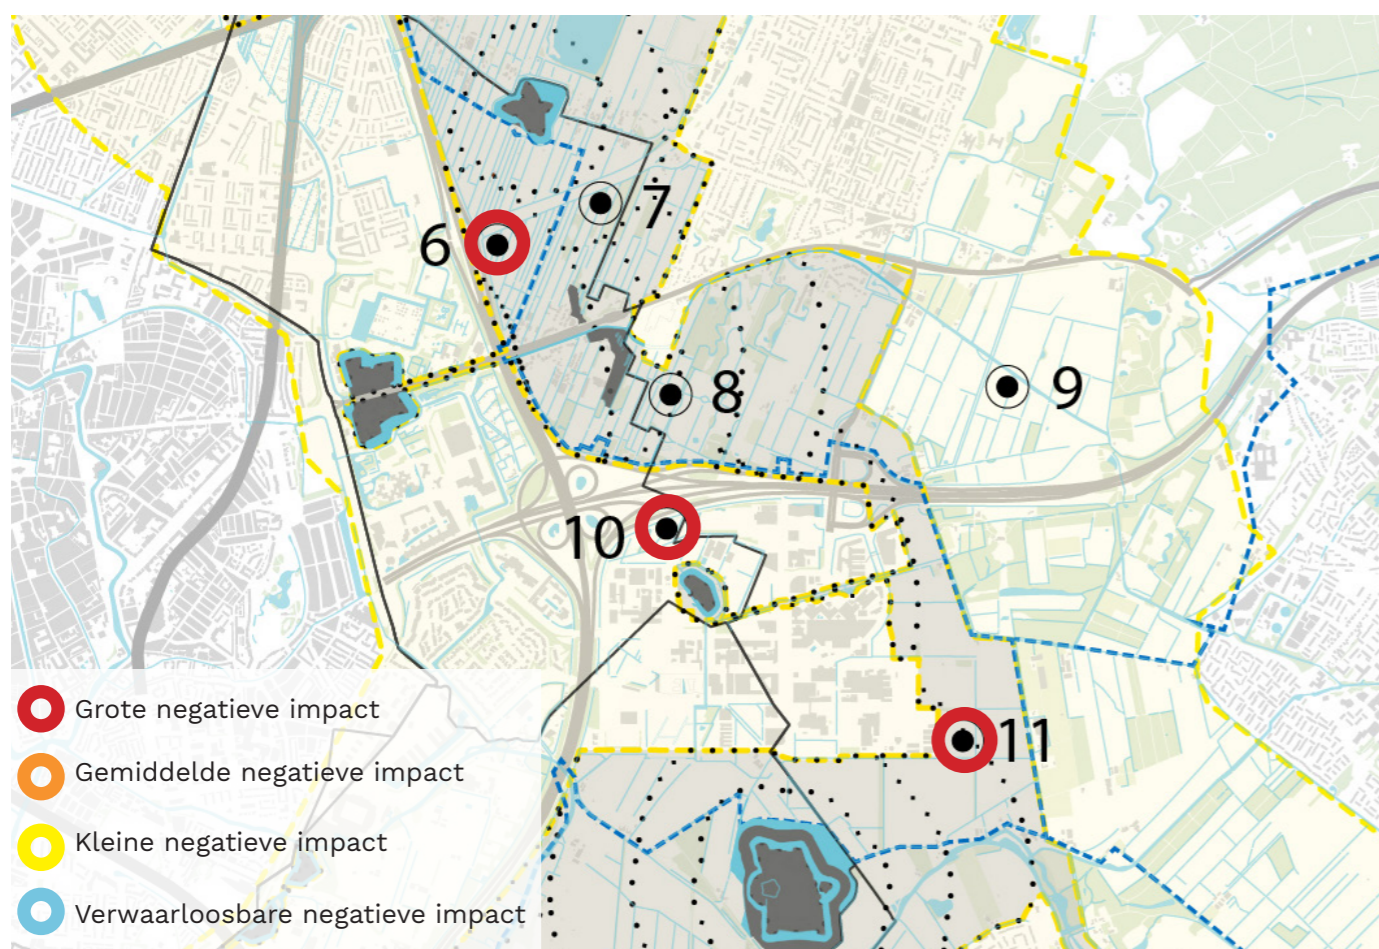 7
6
8
9
10
11
Grote negatieve impact
Gemiddelde negatieve impact
Kleine negatieve impact
Verwaarloosbare negatieve impact